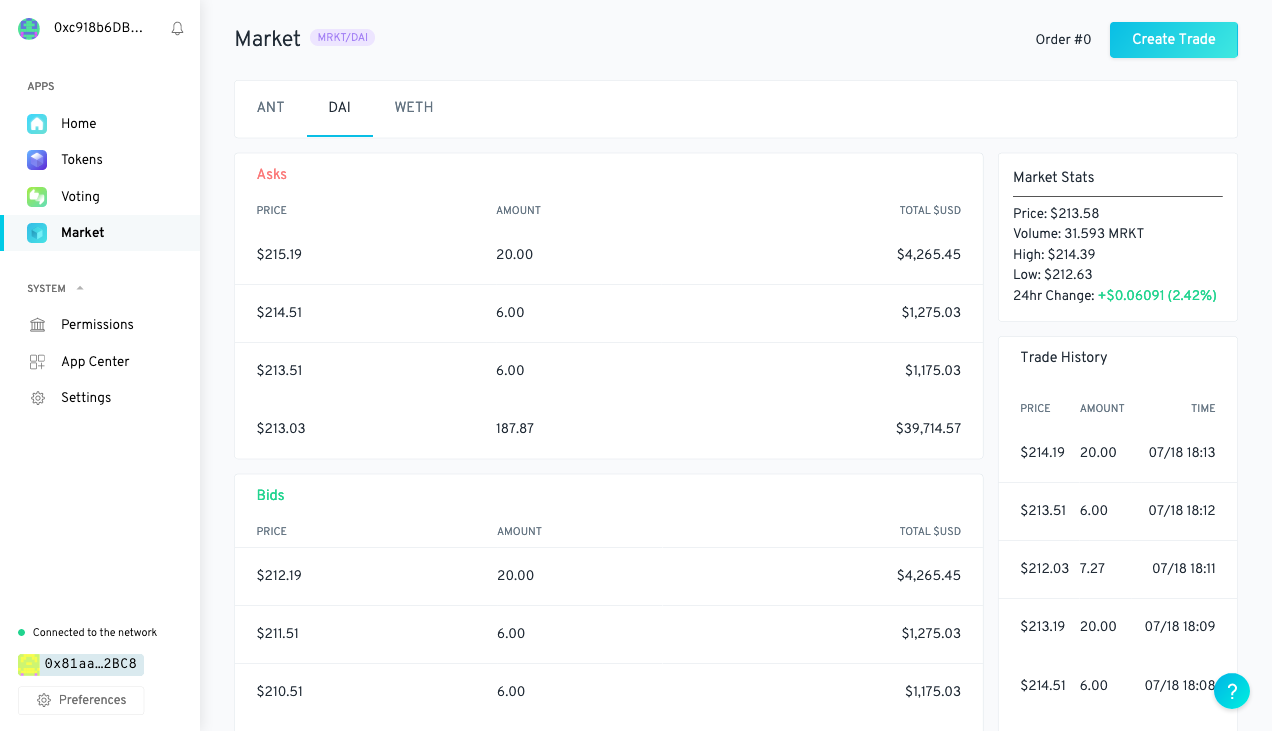 0xc918b6DB...
APPS
Home
Tokens
Voting
Market
SYSTEM
Permissions
App Center
Settings
Connected to the network
0x81aa…2BC8
Preferences
Market MRKT/DAI
Order #0 Create Trade
ANT DAI WETH
Asks
PRICE AMOUNT TOTAL $USD
$215.19 20.00 $4,265.45
$214.51 6.00 $1,275.03
$213.51 6.00 $1,175.03
$213.03 187.87 $39,714.57
Bids
PRICE AMOUNT TOTAL $USD
$212.19 20.00 $4,265.45
$211.51 6.00 $1,275.03
$210.51 6.00 $1,175.03
Market Stats
Price: $213.58
Volume: 31.593 MRKT
High: $214.39
Low: $212.63
24hr Change: +$0.06091 (2.42%)
Trade History
PRICE AMOUNT TIME
$214.19 20.00 07/18 18:13
$213.51 6.00 07/18 18:12
$212.03 7.27 07/18 18:11
$213.19 20.00 07/18 18:09
$214.51 6.00 07/18 18:08
?